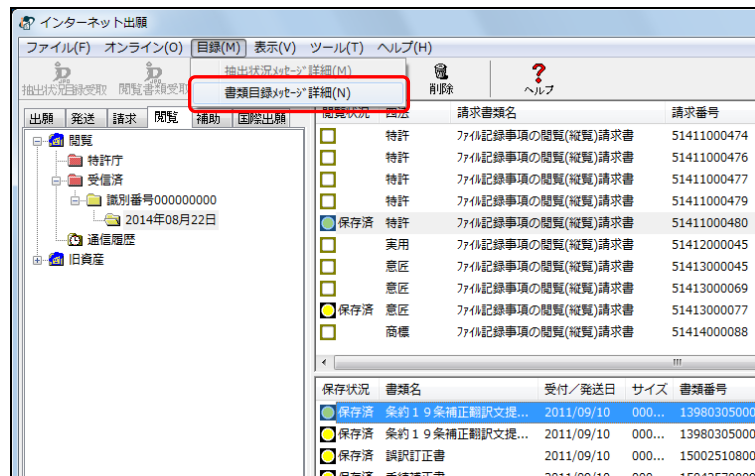 インターネット出願
ファイル(F) オンライン(O) 目録(M) 表示(V) ツール(T) ヘルプ(H)
抽出状況目録受取 閲覧書類受取 削除 ヘルプ
抽出状況ﾒｯｾｰｼﾞ詳細(M)
書類目録ﾒｯｾｰｼﾞ詳細(N)
出願 発送 請求 閲覧 補助 国際出願
閲覧
特許庁
受信済
識別番号000000000
2014年08月22日
通信履歴
旧資産
閲覧状況 四法 請求書類名 請求番号
特許 ﾌｧｲﾙ記録事項の閲覧(縦覧)請求書 51411000474
特許 ﾌｧｲﾙ記録事項の閲覧(縦覧)請求書 51411000476
特許 ﾌｧｲﾙ記録事項の閲覧(縦覧)請求書 51411000477
特許 ﾌｧｲﾙ記録事項の閲覧(縦覧)請求書 51411000479
保存済 特許 ﾌｧｲﾙ記録事項の閲覧(縦覧)請求書 51411000480
実用 ﾌｧｲﾙ記録事項の閲覧(縦覧)請求書 51412000045
意匠 ﾌｧｲﾙ記録事項の閲覧(縦覧)請求書 51413000045
意匠 ﾌｧｲﾙ記録事項の閲覧(縦覧)請求書 51413000069
保存済 意匠 ﾌｧｲﾙ記録事項の閲覧(縦覧)請求書 51413000077
商標 ﾌｧｲﾙ記録事項の閲覧(縦覧)請求書 51414000088
保存状況 書類名 受付／発送日 サイズ 書類番号
保存済 条約１９条補正翻訳文提... 2011/09/10 000... 13980305000
保存済 条約１９条補正翻訳文提... 2011/09/10 000... 13980305000
保存済 誤訳訂正書 2011/09/10 000... 15002510800